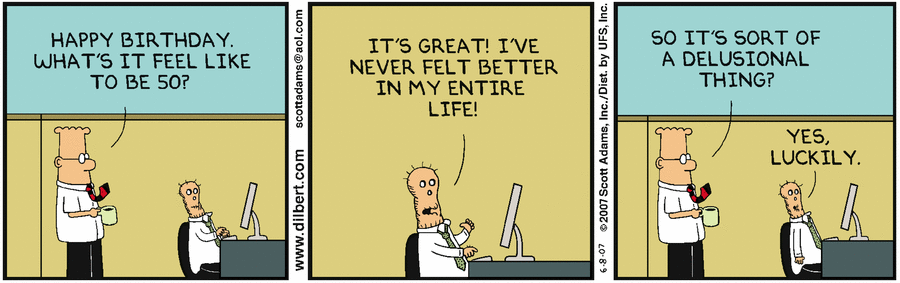 HAPPY BIRTHDAY.
WHAT'S IT FEEL LIKE
TO BE 50?
www.dilbert.com
scottadams@aol.com
IT'S GREAT! I'VE
NEVER FELT BETTER
IN MY ENTIRE
LIFE!
6-8-07 ©2007 Scott Adams, Inc./Dist. by UFS, Inc.
SO IT'S SORT OF
A DELUSIONAL
THING?
YES,
LUCKILY.